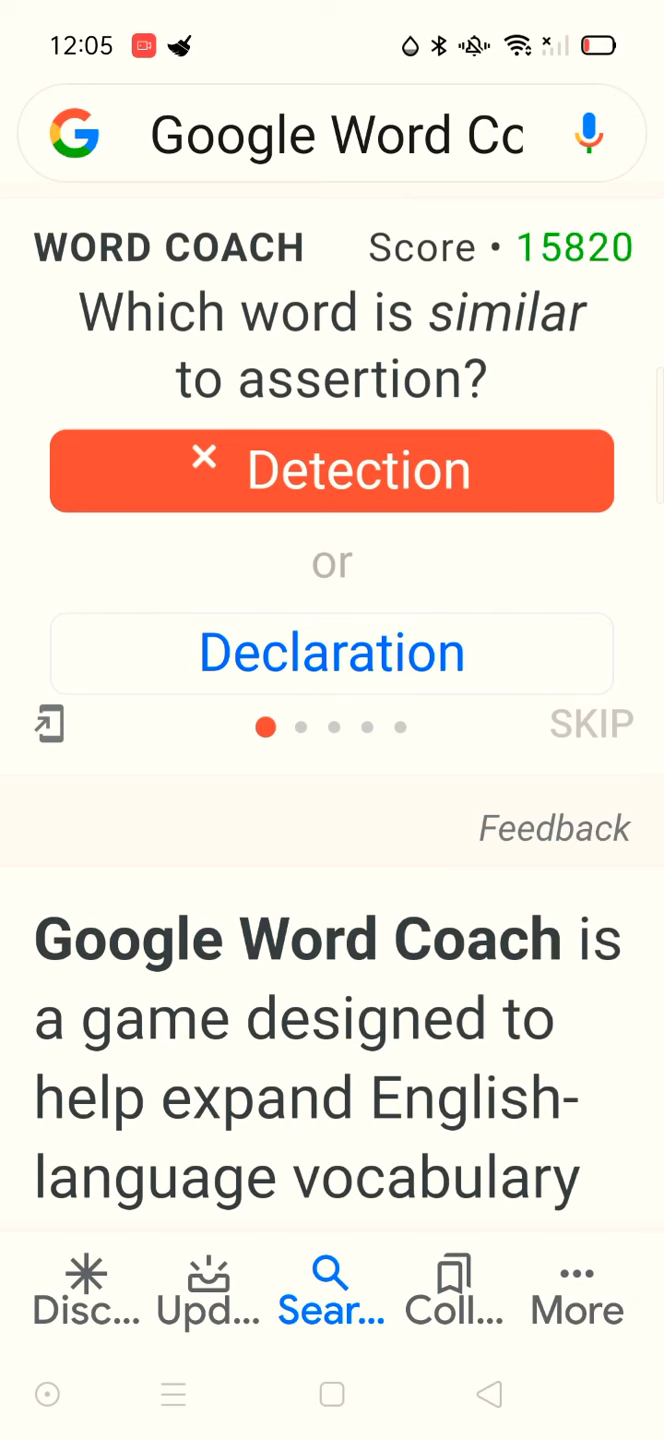 12:05
Google Word Co
WORD COACH Score • 15820
Which word is similar
to assertion?
× Detection
or
Declaration
SKIP
Feedback
Google Word Coach is
a game designed to
help expand English-
language vocabulary
Disc... Upd... Sear... Coll... More